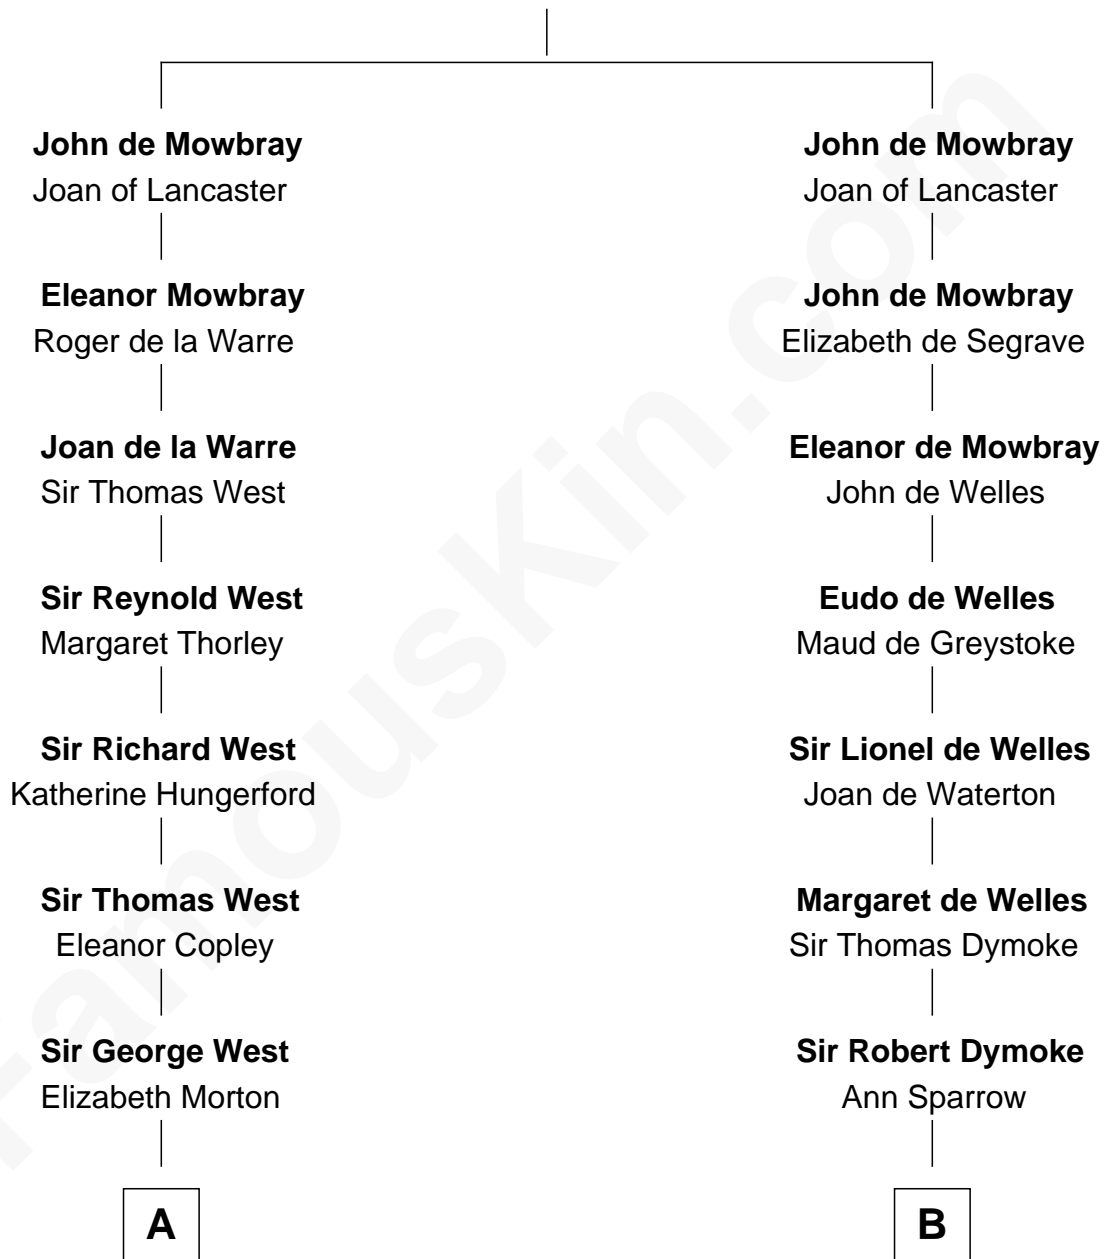 John de Mowbray
Joan of Lancaster
Eleanor Mowbray
Roger de la Warre
Joan de la Warre
Sir Thomas West
Sir Reynold West
Margaret Thorley
Sir Richard West
Katherine Hungerford
Sir Thomas West
Eleanor Copley
Sir George West
Elizabeth Morton
A
John de Mowbray
Joan of Lancaster
John de Mowbray
Elizabeth de Segrave
Eleanor de Mowbray
John de Welles
Eudo de Welles
Maud de Greystoke
Sir Lionel de Welles
Joan de Waterton
Margaret de Welles
Sir Thomas Dymoke
Sir Robert Dymoke
Ann Sparrow
B
FamousKin.com